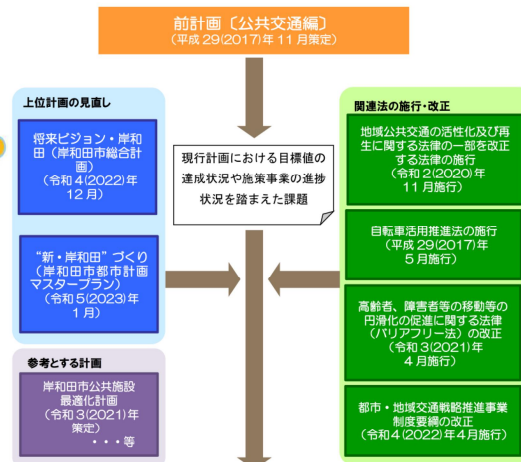 前計画〔公共交通編〕
(平成29(2017)年11月策定)
上位計画の見直し
将来ビジョン・岸和
田(岸和田市総合計
画)
(令和4(2022)年
12月)
“新・岸和田”づくり
(岸和田市都市計画
マスタープラン)
(令和5(2023)年
1月)
参考とする計画
岸和田市公共施設
最適化計画
(令和3(2021)年
策定)
・・・等
現行計画における目標値の
達成状況や施策事業の進捗
状況を踏まえた課題
関連法の施行・改正
地域公共交通の活性化及び再
生に関する法律の一部を改正
する法律の施行
(令和2(2020)年
11月施行)
自転車活用推進法の施行
(平成29(2017)年
5月施行)
高齢者、障害者等の移動等の
円滑化の促進に関する法律
(バリアフリー法)の改正
(令和3(2021)年
4月施行)
都市・地域交通戦略推進事業
制度要綱の改正
(令和4(2022)年4月施行)